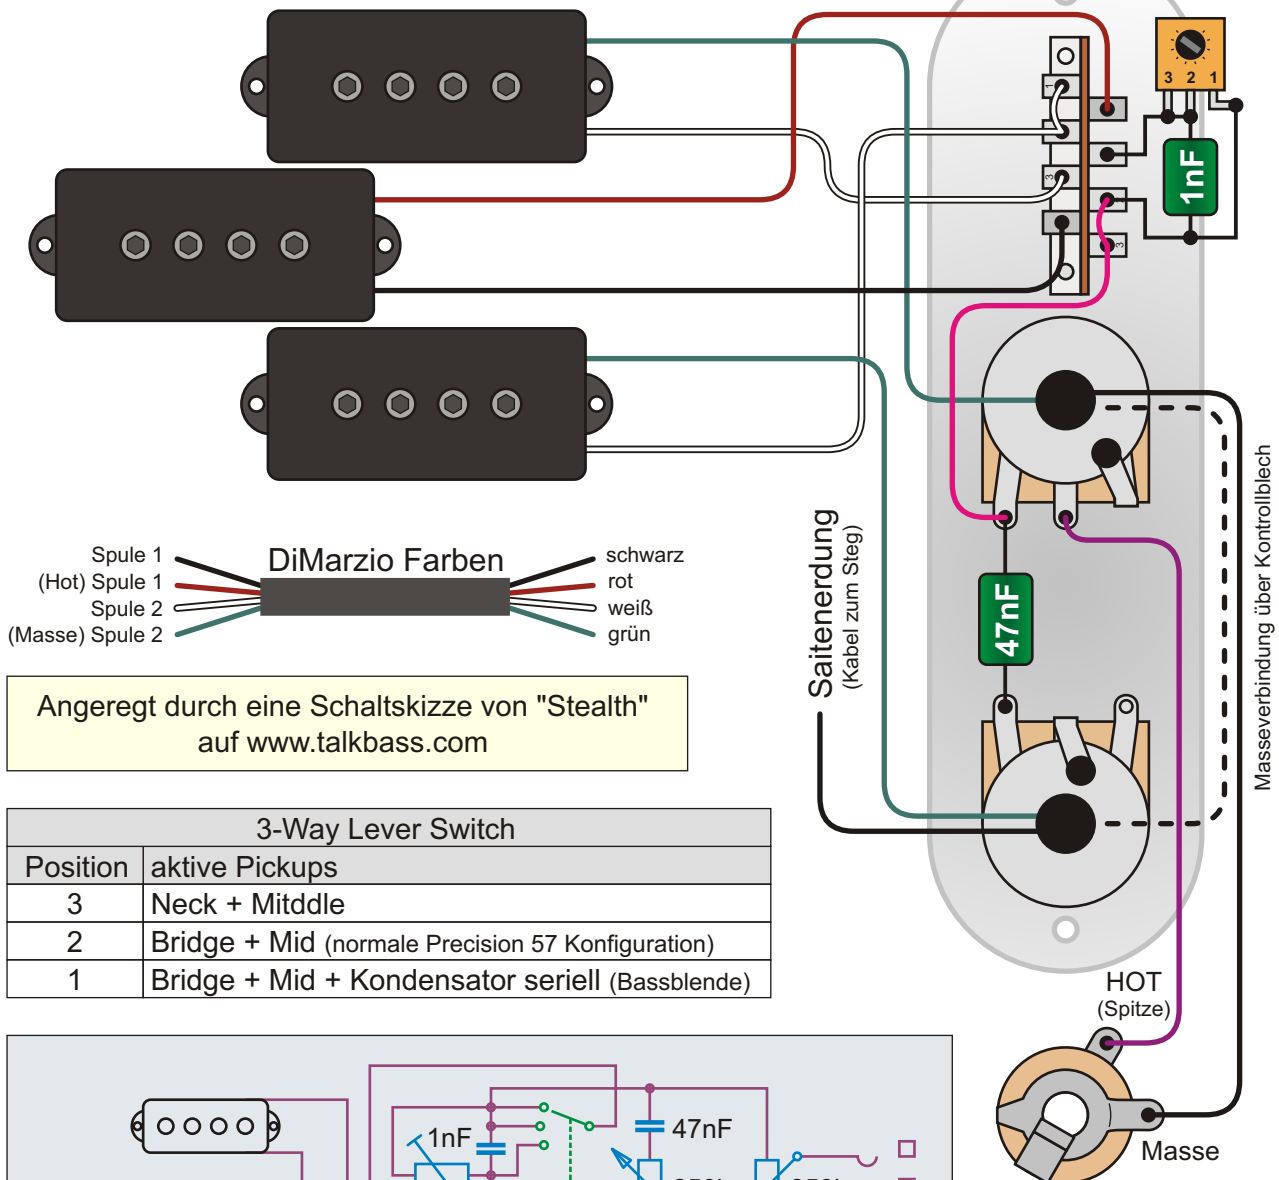 3 2 1
1nF
1
3
3
Spule 1
(Hot) Spule 1
Spule 2
(Masse) Spule 2
DiMarzio Farben
schwarz
rot
weiß
grün
Saitenerdung
(Kabel zum Steg)
47nF
Masseverbindung über Kontrollblech
Angeregt durch eine Schaltskizze von "Stealth"
auf www.talkbass.com
3-Way Lever Switch
Position aktive Pickups
3 Neck + Mitddle
2 Bridge + Mid (normale Precision 57 Konfiguration)
1 Bridge + Mid + Kondensator seriell (Bassblende)
HOT
(Spitze)
Masse
1nF
47nF